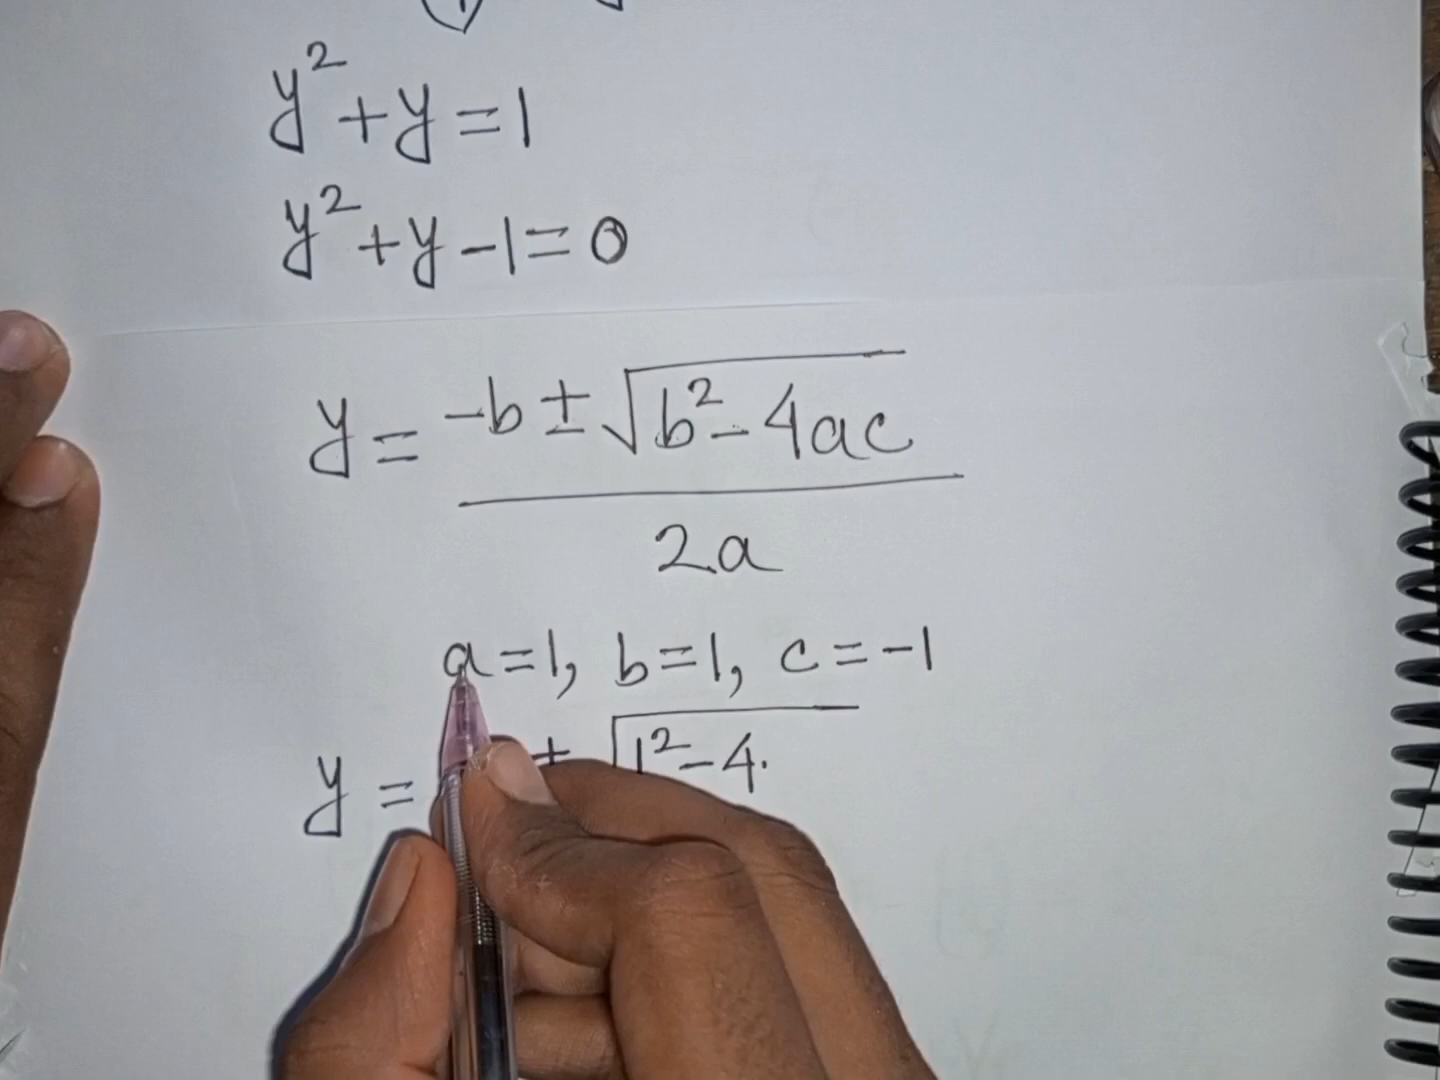 y² + y = 1
y² + y - 1 = 0
y = -b ± √b² - 4ac
2a
a = 1, b = 1, c = -1
y = ± √1² - 4.